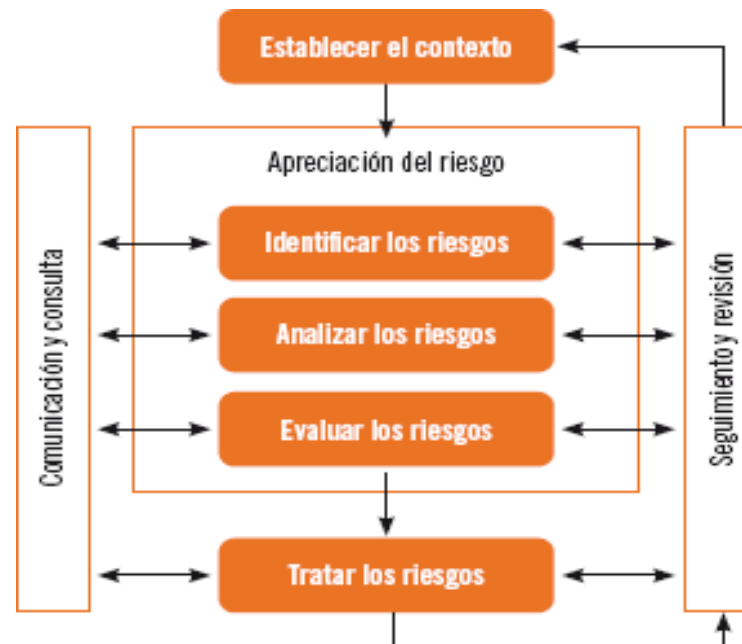 Establecer el contexto
Apreciación del riesgo
Identificar los riesgos
Analizar los riesgos
Evaluar los riesgos
Tratar los riesgos
Comunicación y consulta
Seguimiento y revisión